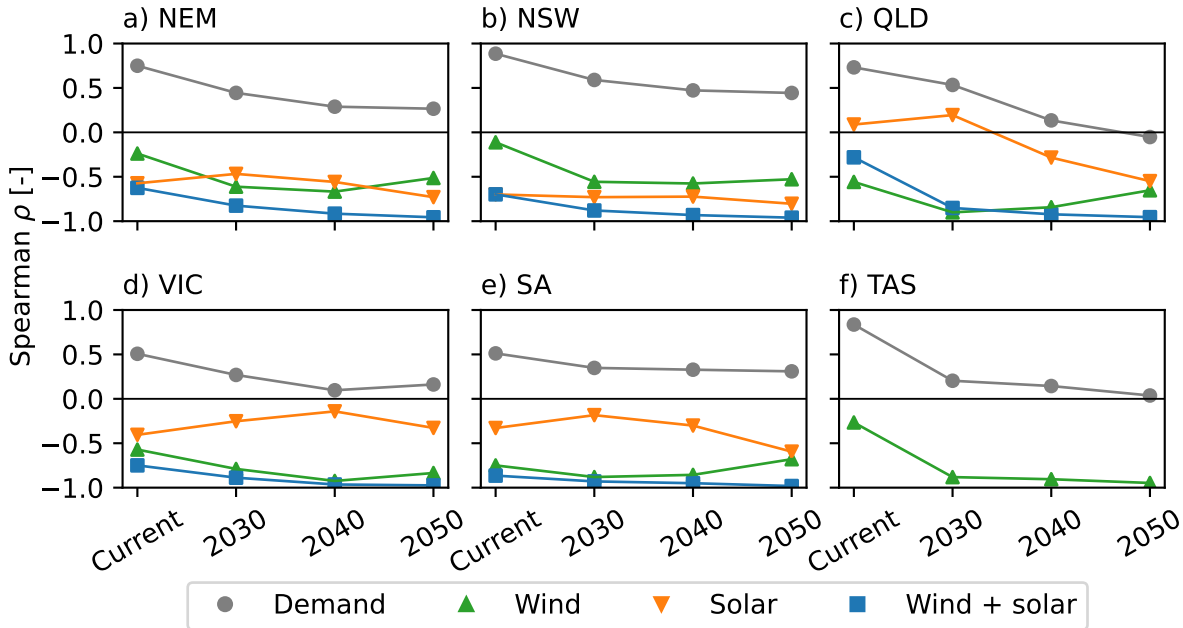 a) NEM
b) NSW
c) QLD
1.0
0.5
0.0
−0.5
−1.0
d) VIC
e) SA
f) TAS
1.0
0.5
0.0
−0.5
−1.0
Spearman ρ [-]
Current 2030 2040 2050
Current 2030 2040 2050
Current 2030 2040 2050
Demand Wind Solar Wind + solar